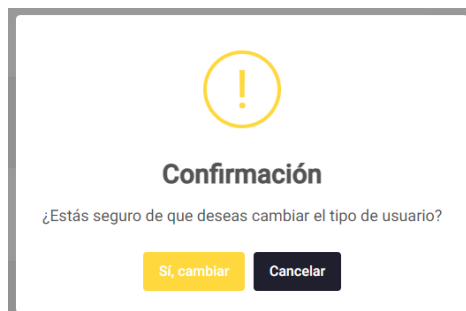 Confirmación
¿Estás seguro de que deseas cambiar el tipo de usuario?
Sí, cambiar
Cancelar